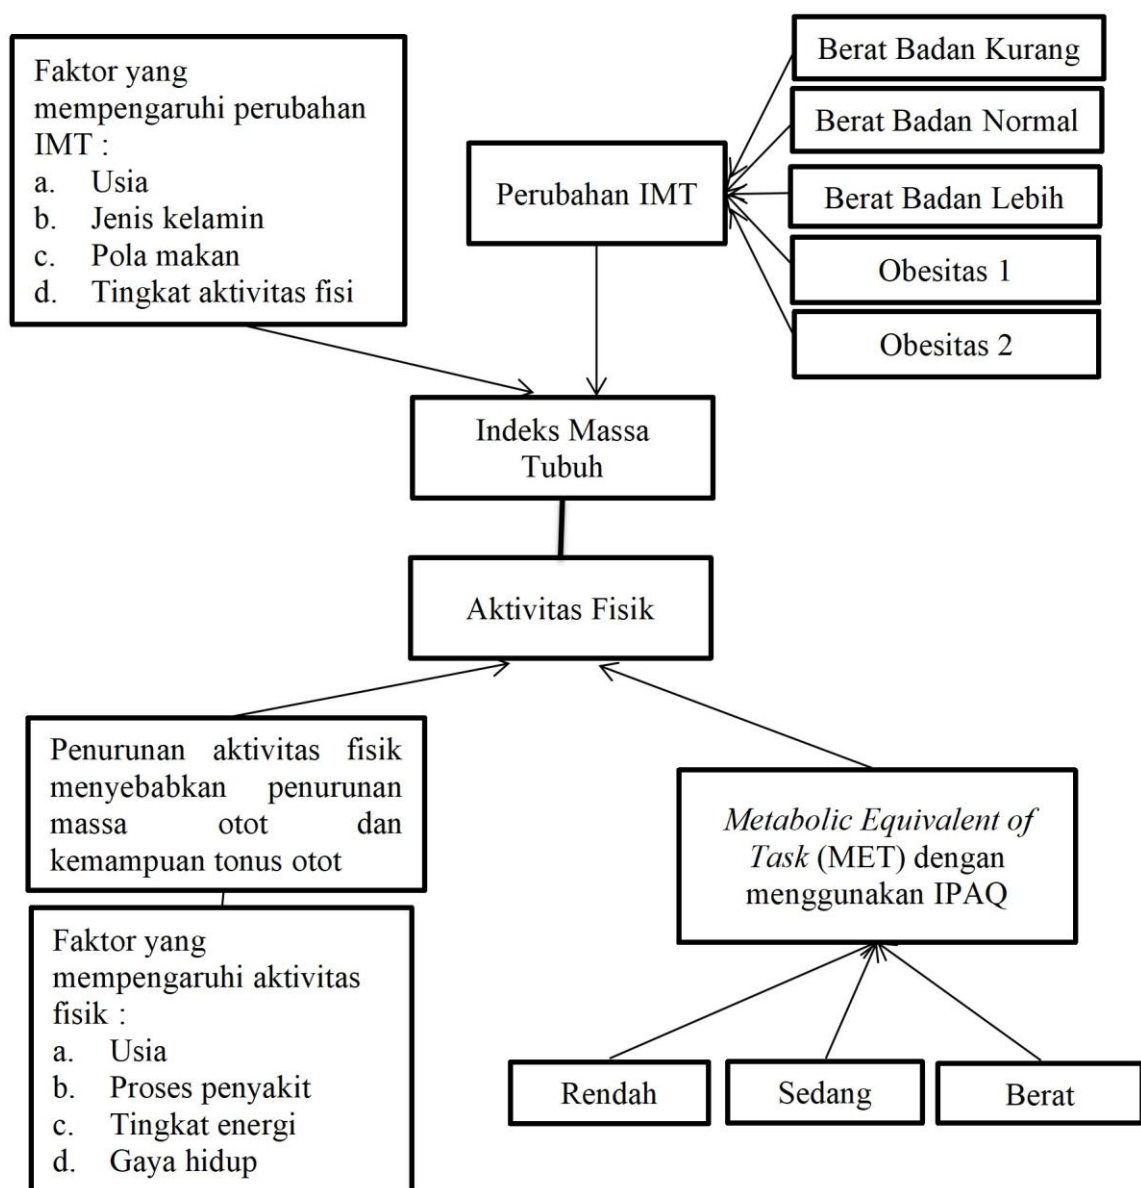 Faktor yang
mempengaruhi perubahan
IMT :
a. Usia
b. Jenis kelamin
c. Pola makan
d. Tingkat aktivitas fisi
Perubahan IMT
Berat Badan Kurang
Berat Badan Normal
Berat Badan Lebih
Obesitas 1
Obesitas 2
Indeks Massa
Tubuh
Aktivitas Fisik
Penurunan aktivitas fisik
menyebabkan penurunan
massa otot dan
kemampuan tonus otot
Faktor yang
mempengaruhi aktivitas
fisik :
a. Usia
b. Proses penyakit
c. Tingkat energi
d. Gaya hidup
Metabolic Equivalent of
Task (MET) dengan
menggunakan IPAQ
Rendah
Sedang
Berat